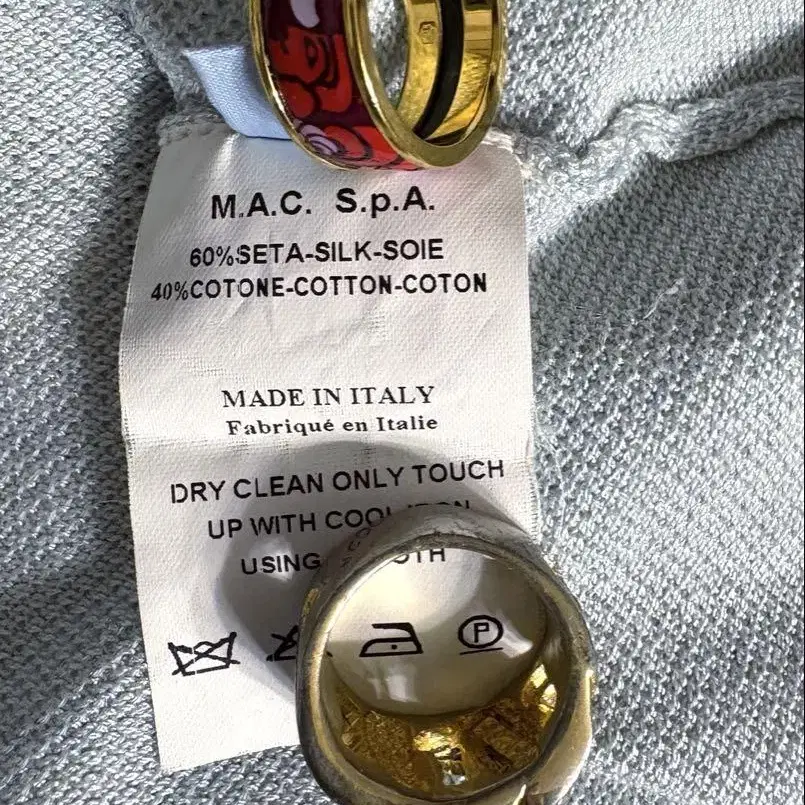 M.A.C. S.p.A.
60%SETA-SILK-SOIE
40%COTONE-COTTON-COTON
MADE IN ITALY
Fabriqué en Italie
DRY CLEAN ONLY TOUCH
UP WITH COOL
USING
P